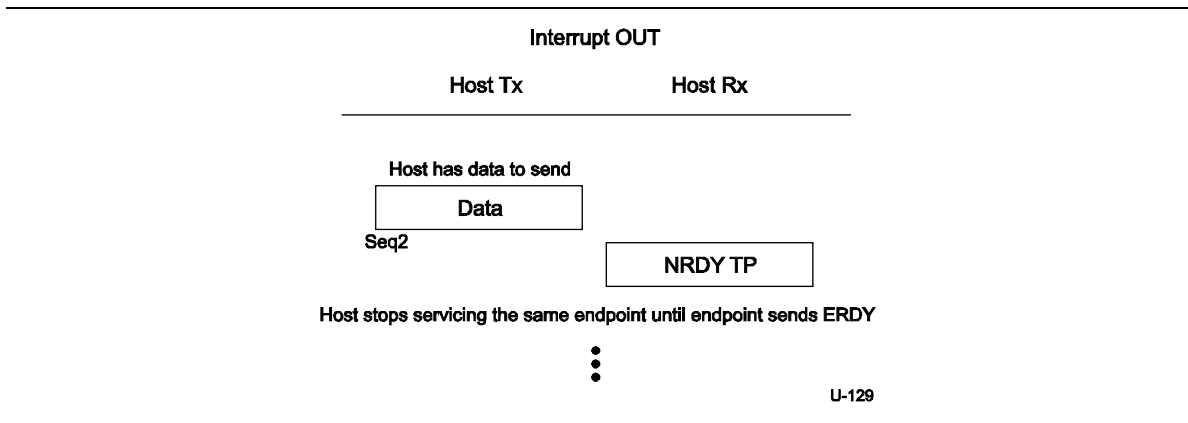 Interrupt OUT
Host Tx Host Rx
Host has data to send
Data
Seq2
NRDY TP
Host stops servicing the same endpoint until endpoint sends ERDY
U-129